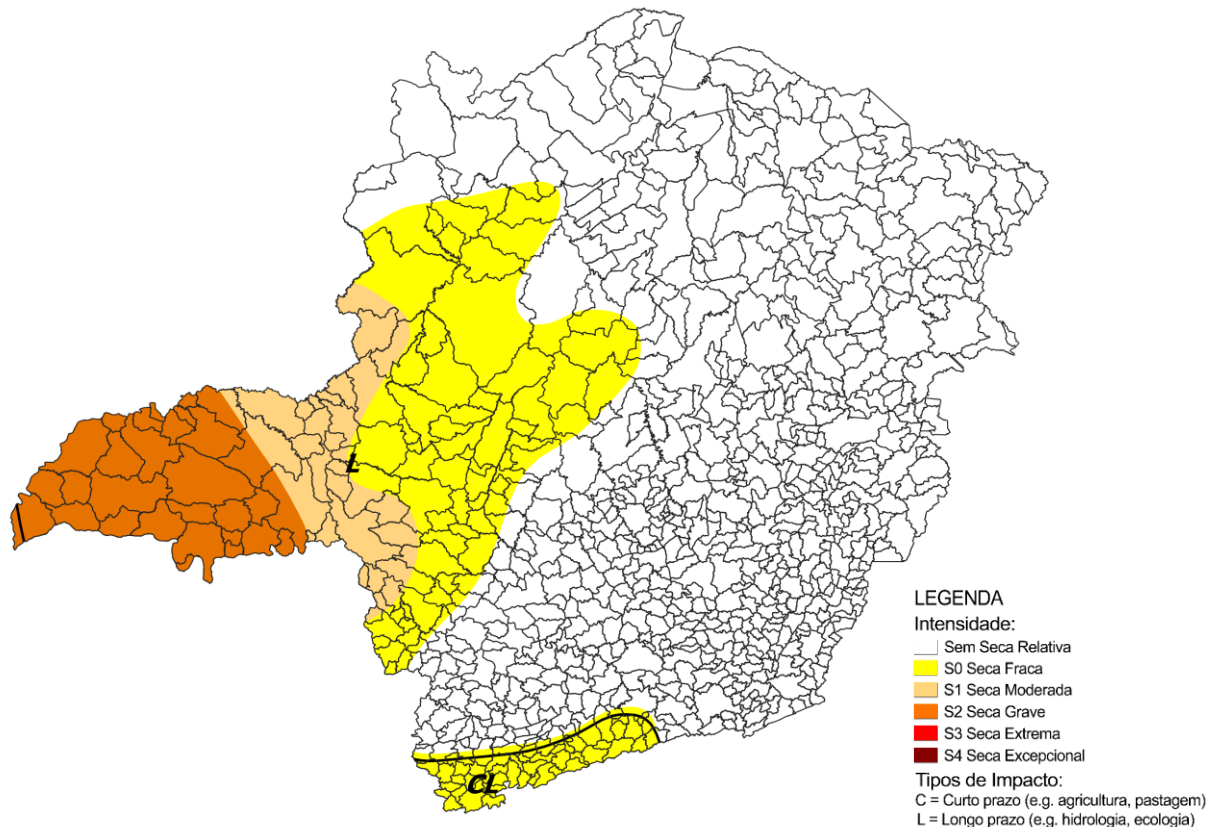 L
CL
LEGENDA
Intensidade:
Sem Seca Relativa
S0 Seca Fraca
S1 Seca Moderada
S2 Seca Grave
S3 Seca Extrema
S4 Seca Excepcional
Tipos de Impacto:
C = Curto prazo (e.g. agricultura, pastagem)
L = Longo prazo (e.g. hidrologia, ecologia)